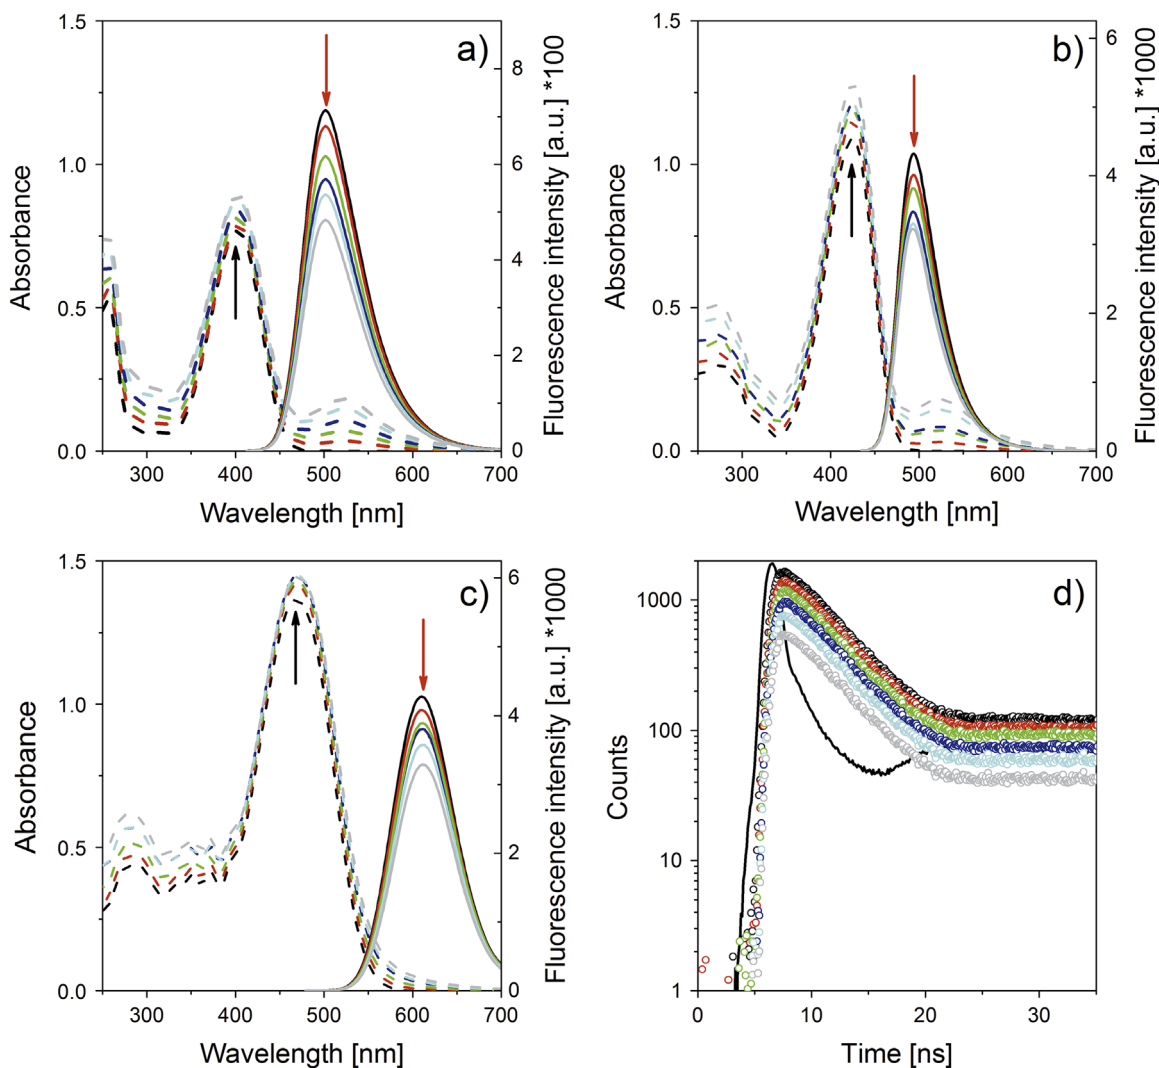 a)
1.5
1.0
0.5
0.0
Absorbance
300 400 500 600 700
Wavelength [nm]
8
6
4
2
0
Fluorescence intensity [a.u.] *100
b)
1.5
1.0
0.5
0.0
Absorbance
300 400 500 600 700
Wavelength [nm]
6
4
2
0
Fluorescence intensity [a.u.] *1000
c)
1.5
1.0
0.5
0.0
Absorbance
300 400 500 600 700
Wavelength [nm]
6
4
2
0
Fluorescence intensity [a.u.] *1000
d)
1000
100
10
1
Counts
0 10 20 30
Time [ns]